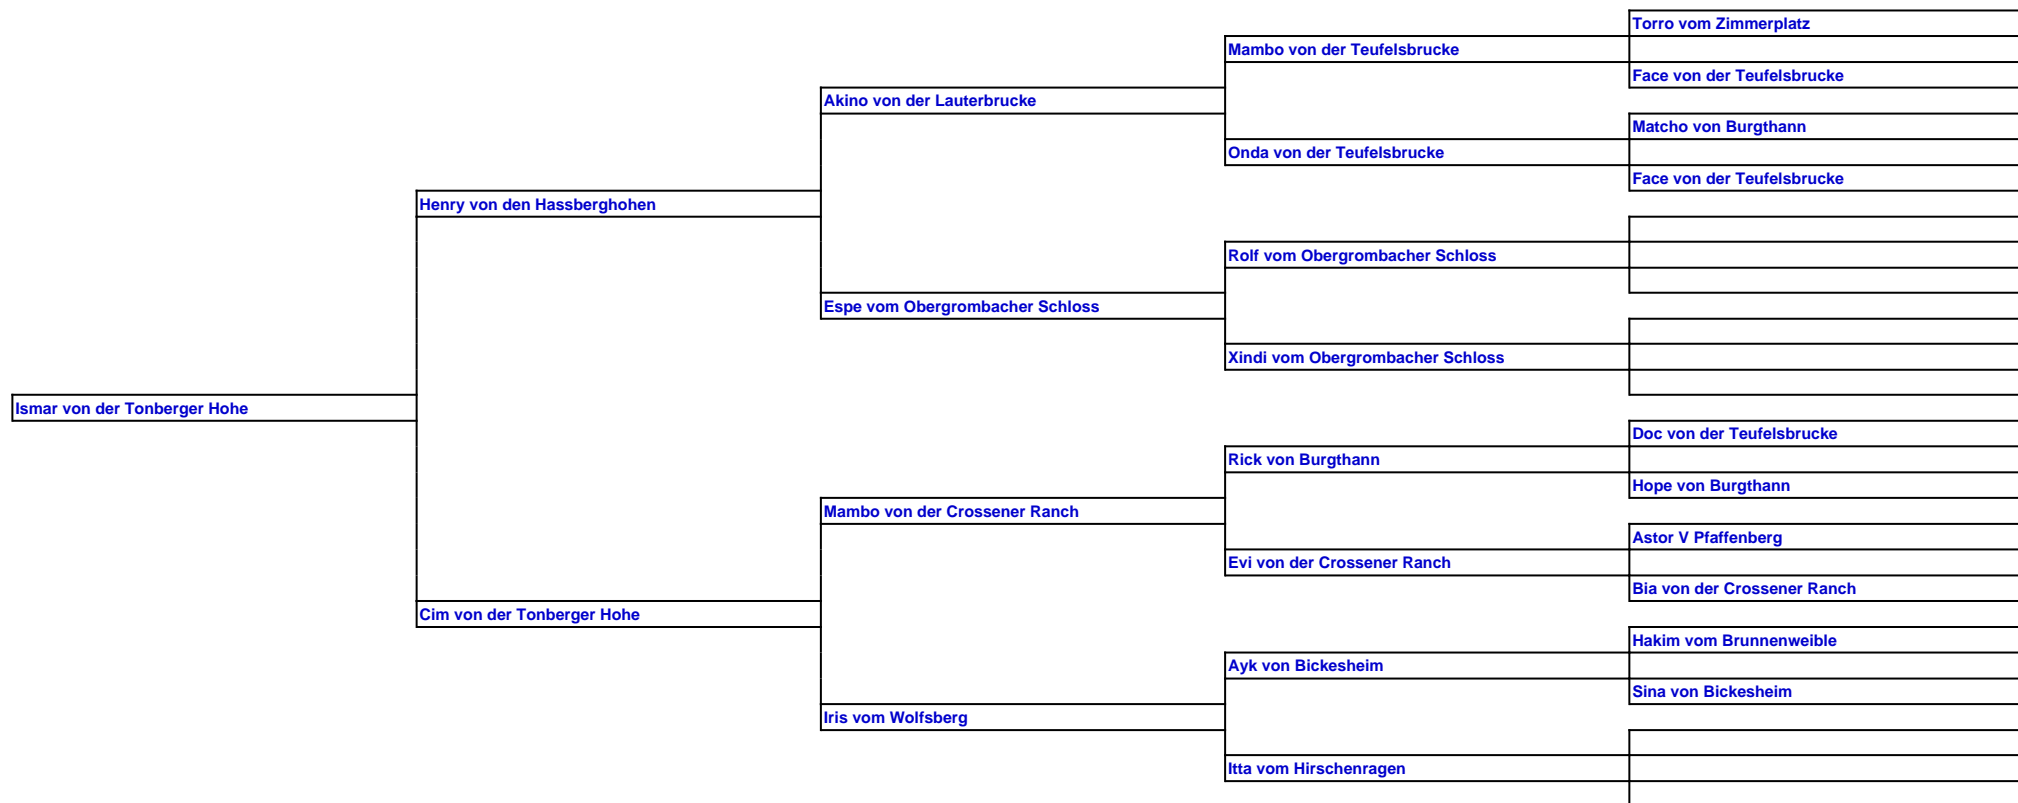 Torro vom Zimmerplatz
Mambo von der Teufelsbrucke
Face von der Teufelsbrucke
Akino von der Lauterbrucke
Matcho von Burgthann
Onda von der Teufelsbrucke
Face von der Teufelsbrucke
Henry von den Hassberghohen
Rolf vom Obergrombacher Schloss
Espe vom Obergrombacher Schloss
Xindi vom Obergrombacher Schloss
Ismar von der Tonberger Hohe
Doc von der Teufelsbrucke
Rick von Burgthann
Hope von Burgthann
Mambo von der Crossener Ranch
Astor V Pfaffenberg
Evi von der Crossener Ranch
Bia von der Crossener Ranch
Cim von der Tonberger Hohe
Hakim vom Brunnenweible
Ayk von Bickesheim
Sina von Bickesheim
Iris vom Wolfsberg
Itta vom Hirschenragen